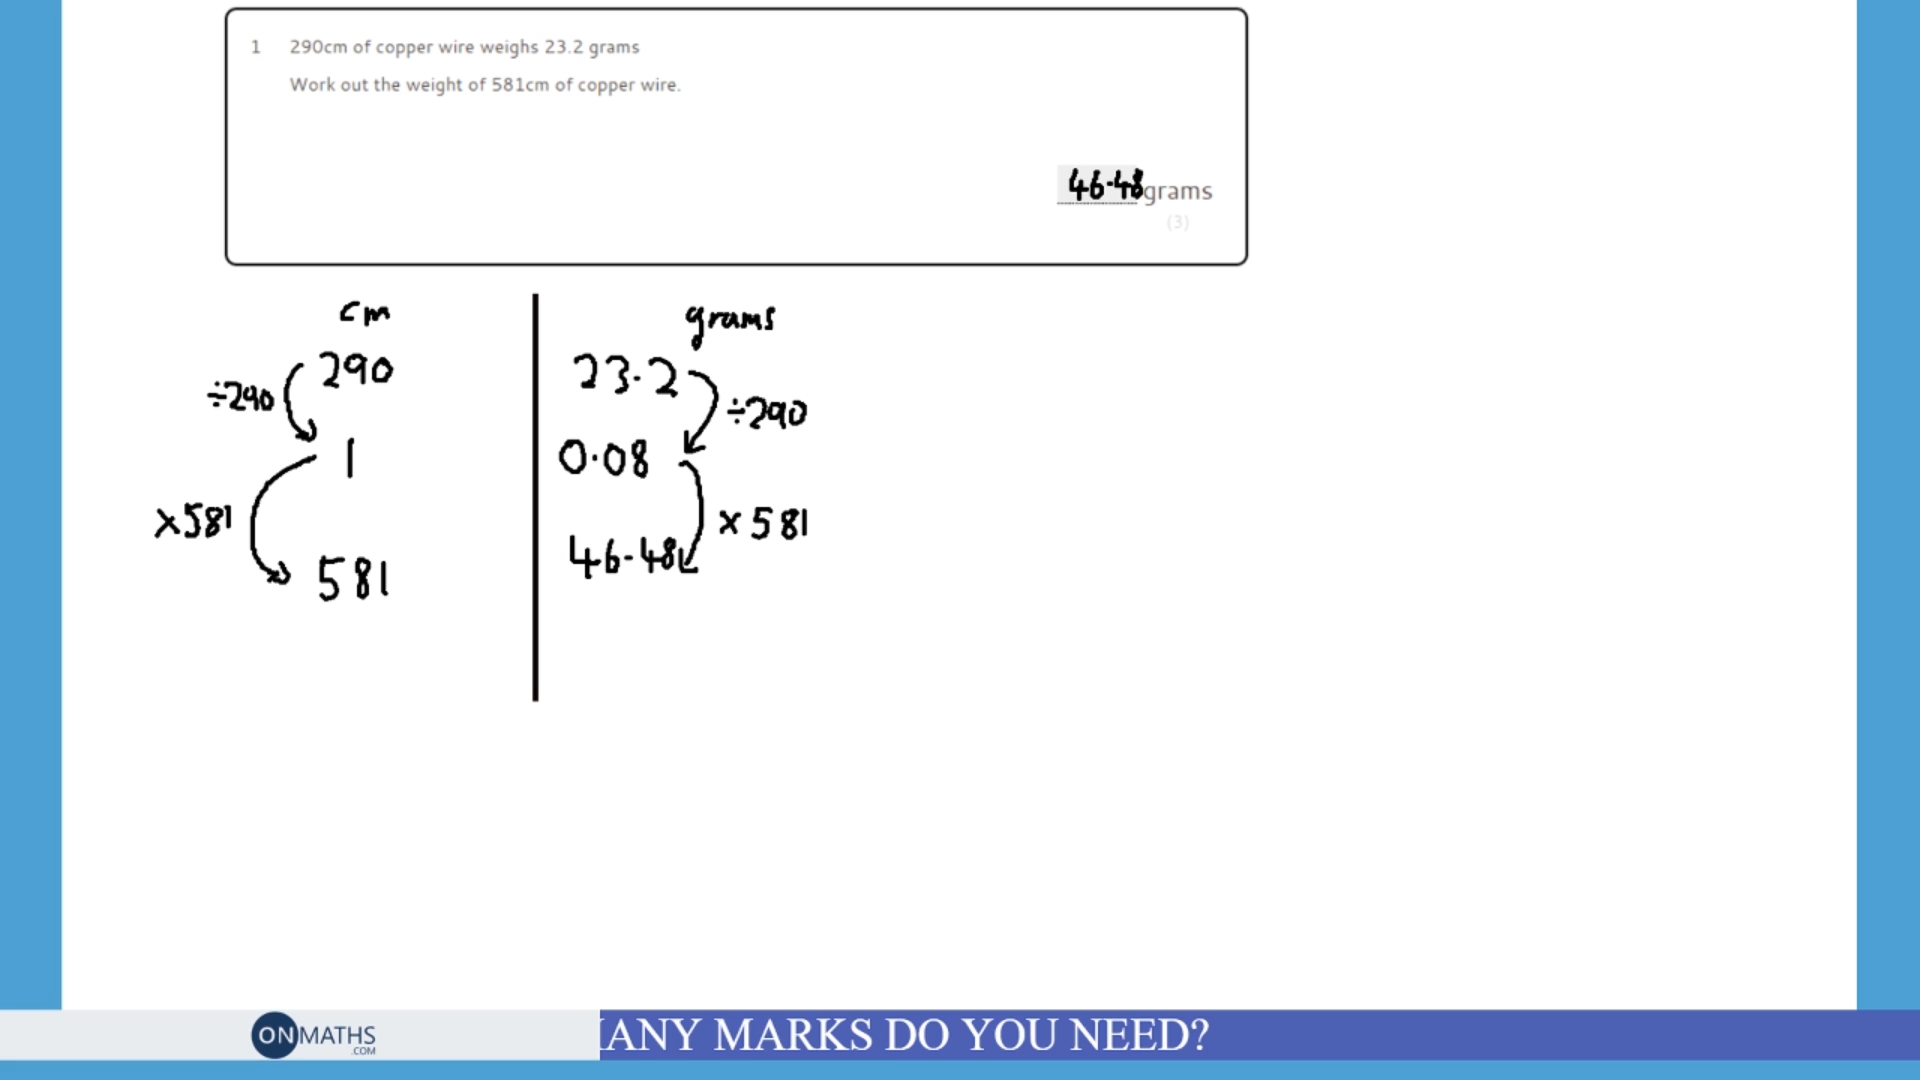 1 290cm of copper wire weighs 23.2 grams
Work out the weight of 581cm of copper wire.
46.48 grams
(3)
cm grams
290 23.2
÷290 ÷290
1 0.08
×581 ×581
581 46.48
ONMATHS
.COM
ANY MARKS DO YOU NEED?